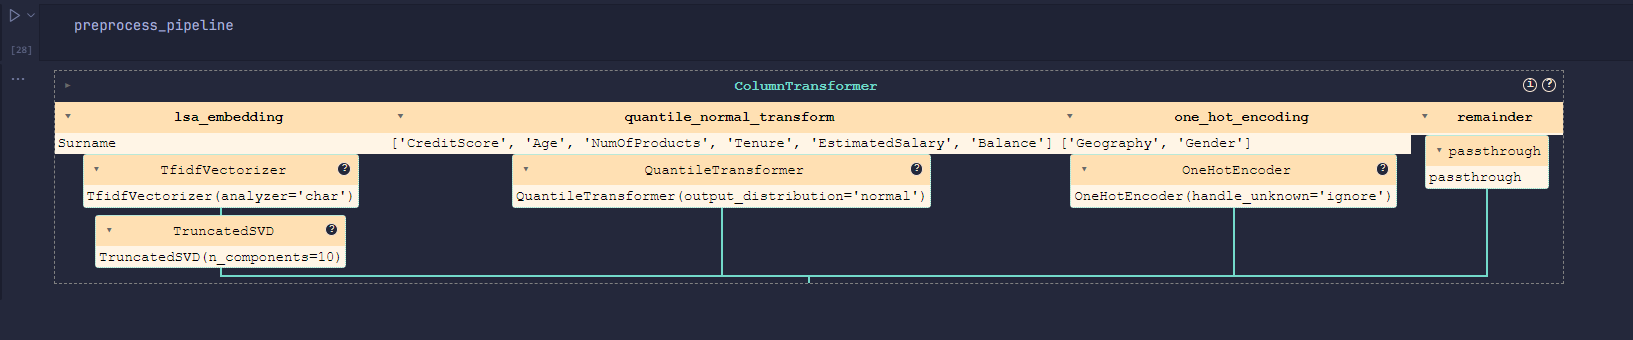 preprocess_pipeline
[28]
ColumnTransformer
lsa_embedding
quantile_normal_transform
one_hot_encoding
remainder
Surname
['CreditScore', 'Age', 'NumOfProducts', 'Tenure', 'EstimatedSalary', 'Balance']
['Geography', 'Gender']
passthrough
TfidfVectorizer
QuantileTransformer
OneHotEncoder
passthrough
TfidfVectorizer(analyzer='char')
QuantileTransformer(output_distribution='normal')
OneHotEncoder(handle_unknown='ignore')
TruncatedSVD
TruncatedSVD(n_components=10)